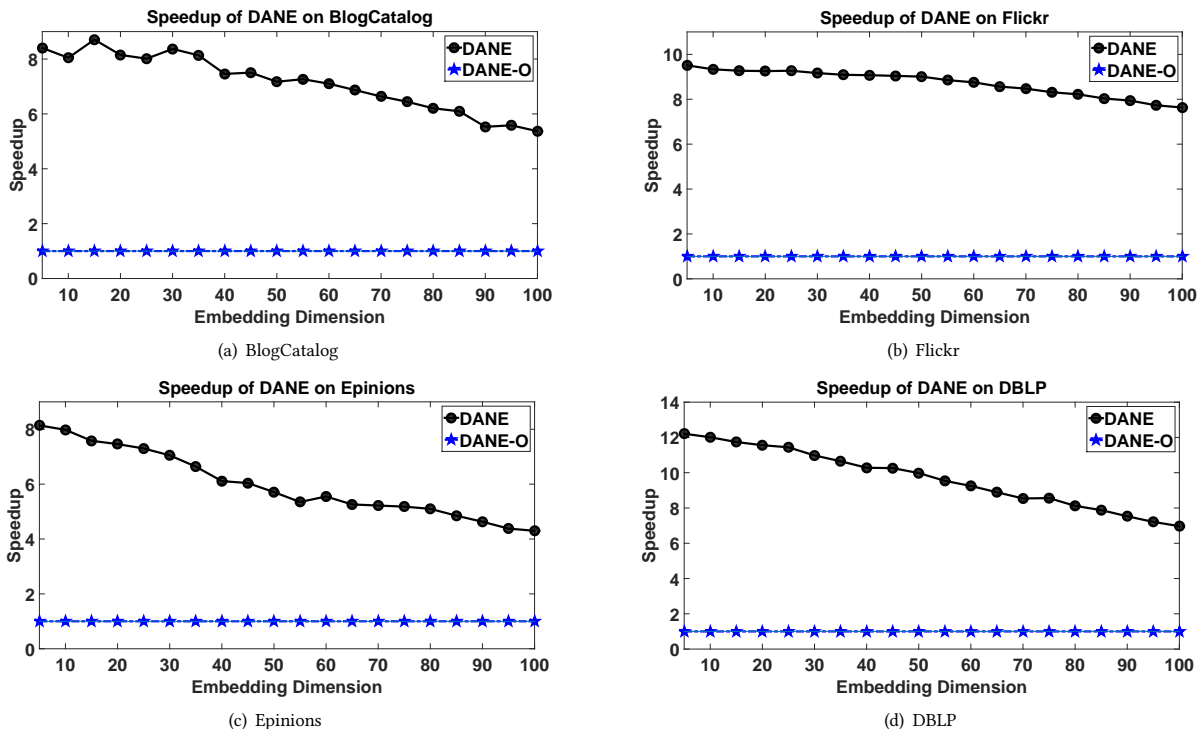 Speedup of DANE on BlogCatalog
8
6
4
2
0
Speedup
DANE
DANE-O
10 20 30 40 50 60 70 80 90 100
Embedding Dimension
(a) BlogCatalog
Speedup of DANE on Flickr
10
8
6
4
2
0
Speedup
DANE
DANE-O
10 20 30 40 50 60 70 80 90 100
Embedding Dimension
(b) Flickr
Speedup of DANE on Epinions
8
6
4
2
0
Speedup
DANE
DANE-O
10 20 30 40 50 60 70 80 90 100
Embedding Dimension
(c) Epinions
Speedup of DANE on DBLP
14
12
10
8
6
4
2
0
Speedup
DANE
DANE-O
10 20 30 40 50 60 70 80 90 100
Embedding Dimension
(d) DBLP